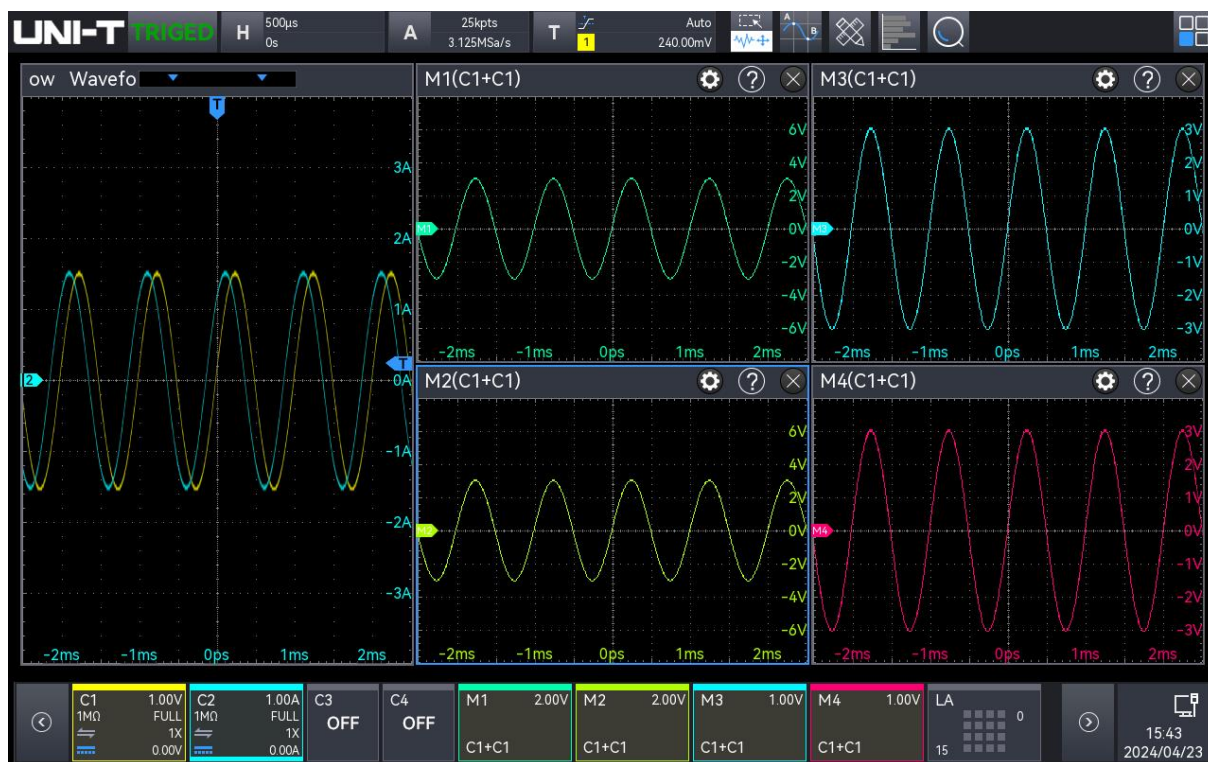 UNI-T TRIGED H 500µs 0s A 25kpts 3.125MSa/s T 1 Auto 240.00mV A B
ow Wavefo
T
3A
2A
1A
T
2
0A
-1A
-2A
-3A
-2ms -1ms 0ps 1ms 2ms
M1(C1+C1) ?
6V
4V
2V
M1 0V
-2V
-4V
-6V
-2ms -1ms 0ps 1ms 2ms
M3(C1+C1) ?
3V
2V
1V
M3 0V
-1V
-2V
-3V
-2ms -1ms 0ps 1ms 2ms
M2(C1+C1) ?
6V
4V
2V
M2 0V
-2V
-4V
-6V
-2ms -1ms 0ps 1ms 2ms
M4(C1+C1) ?
3V
2V
1V
M4 0V
-1V
-2V
-3V
-2ms -1ms 0ps 1ms 2ms
C1 1.00V
1MΩ FULL
1X
0.00V
C2 1.00A
1MΩ FULL
1X
0.00A
C3
OFF
C4
OFF
M1 2.00V
C1+C1
M2 2.00V
C1+C1
M3 1.00V
C1+C1
M4 1.00V
C1+C1
LA
0
15
15:43
2024/04/23